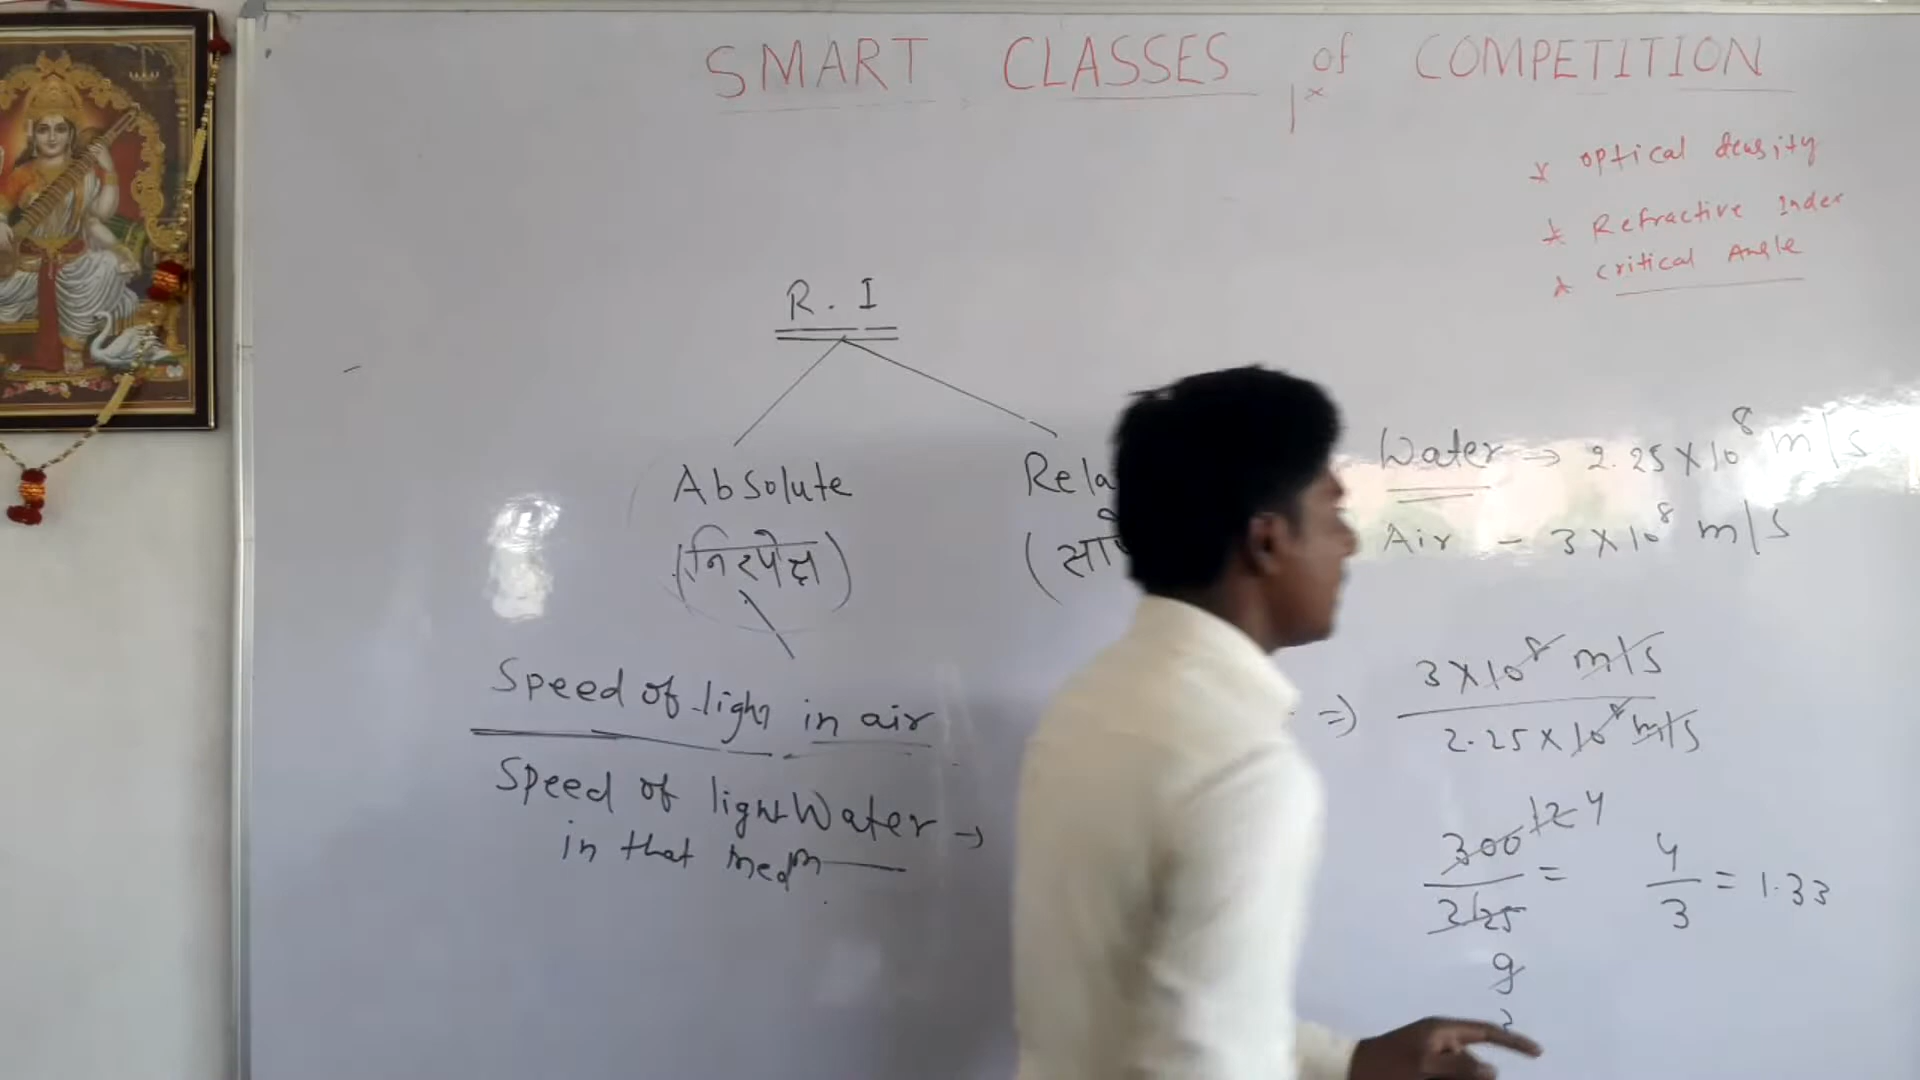 SMART CLASSES of COMPETITION
* optical density
* Refractive Index
* Critical Angle
R.I
Absolute
(निरपेक्ष)
Speed of light in air
Speed of light Water →
in that
Rela
(सापे
Water → 2.25×10⁸ m/s
Air – 3×10⁸ m/s
⇒ 3×10⁸ m/s
2.25×10⁸ m/s
300 12 4
225
9
3
=
4/3 = 1.33